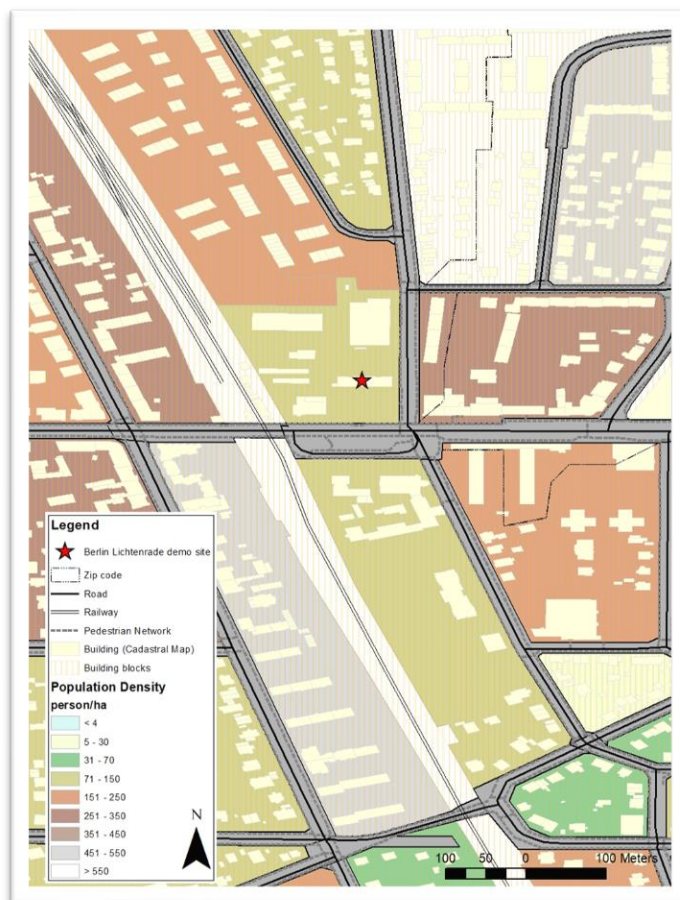 Legend
Berlin Lichtenrade demo site
Zip code
Road
Railway
Pedestrian Network
Building (Cadastral Map)
Building blocks
Population Density
person/ha
< 4
5 - 30
31 - 70
71 - 150
151 - 250
251 - 350
351 - 450
451 - 550
> 550
N
100 50 0 100 Meters